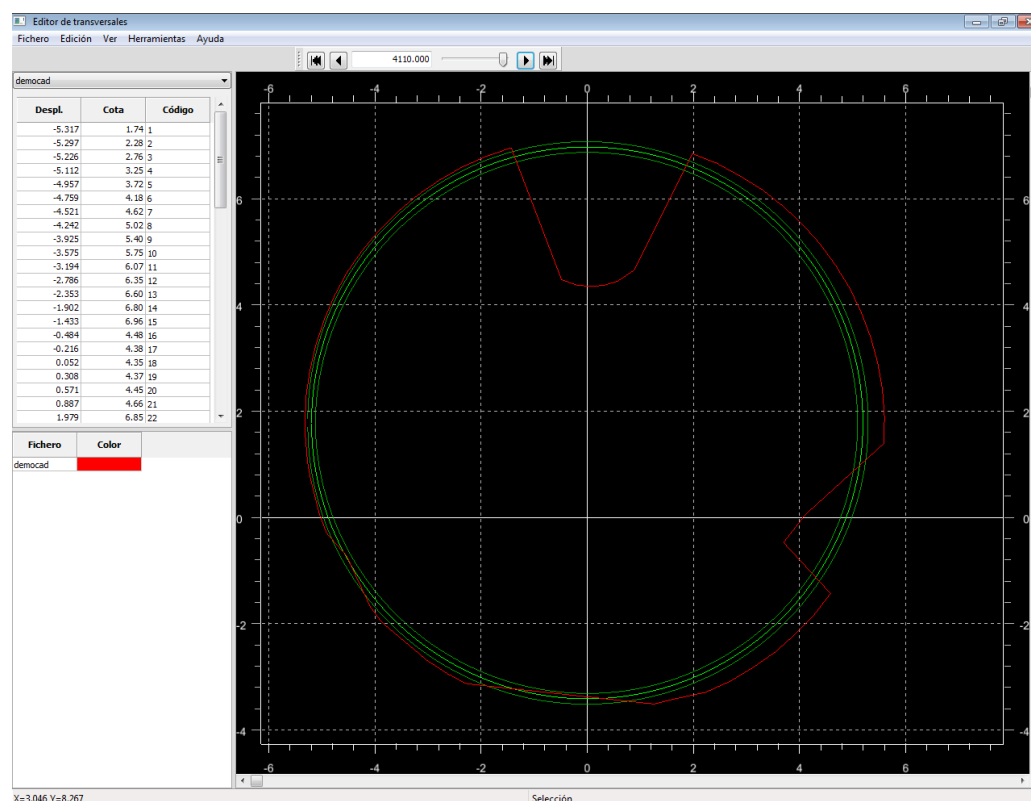 Editor de transversales
Fichero Edición Ver Herramientas Ayuda
4110.000
democad
Despl. Cota Código
-5.317 1.74 1
-5.297 2.28 2
-5.226 2.76 3
-5.112 3.25 4
-4.957 3.72 5
-4.759 4.18 6
-4.521 4.62 7
-4.242 5.02 8
-3.925 5.40 9
-3.575 5.75 10
-3.194 6.07 11
-2.786 6.35 12
-2.353 6.60 13
-1.902 6.80 14
-1.433 6.96 15
-0.484 4.48 16
-0.216 4.38 17
0.052 4.35 18
0.308 4.37 19
0.571 4.45 20
0.887 4.66 21
1.979 6.85 22
Fichero Color
democad
-6 -4 -2 0 2 4 6
6 6
4 4
2 2
0 0
-2 -2
-4 -4
-6 -4 -2 0 2 4 6
X=3.046 Y=8.267 Selección